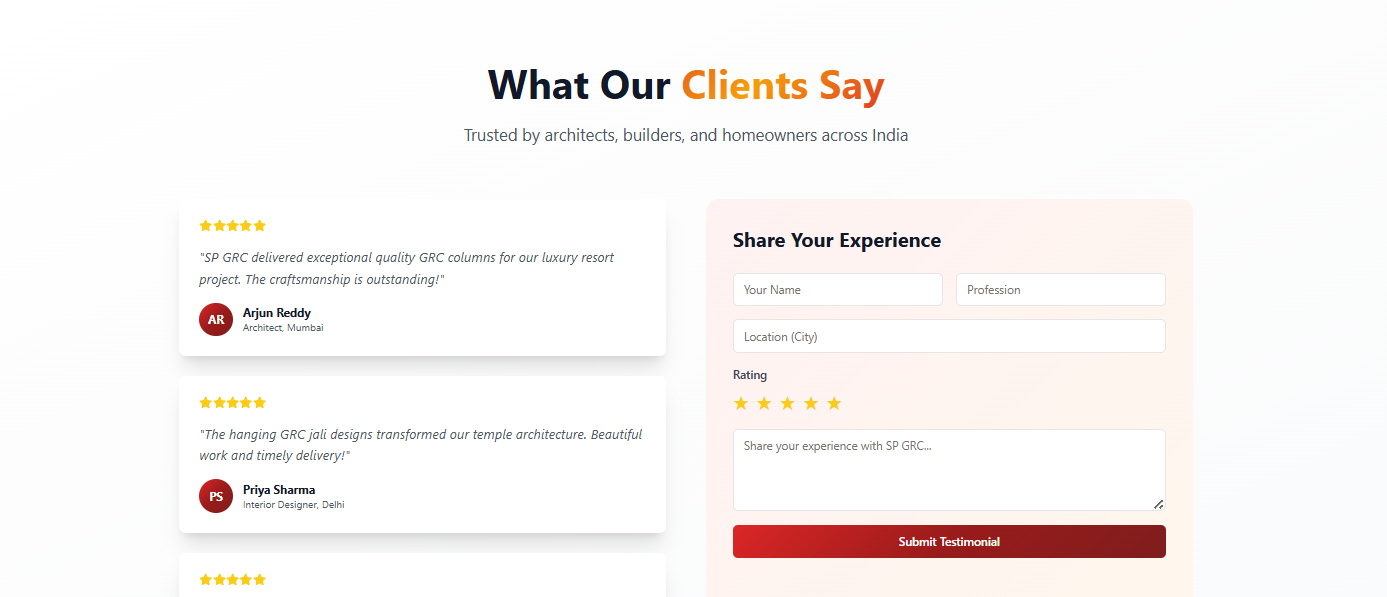 What Our Clients Say
Trusted by architects, builders, and homeowners across India
"SP GRC delivered exceptional quality GRC columns for our luxury resort
project. The craftsmanship is outstanding!"
AR
Arjun Reddy
Architect, Mumbai
"The hanging GRC jali designs transformed our temple architecture. Beautiful
work and timely delivery!"
PS
Priya Sharma
Interior Designer, Delhi
Share Your Experience
Your Name
Profession
Location (City)
Rating
Share your experience with SP GRC...
Submit Testimonial